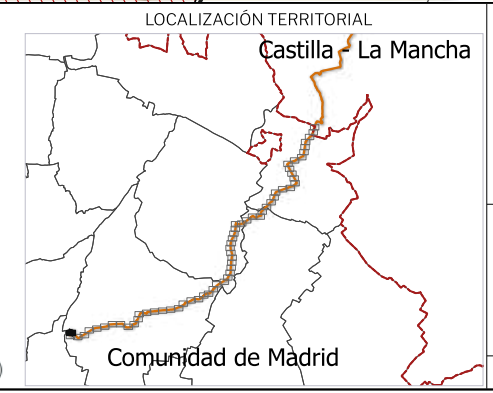 LOCALIZACIÓN TERRITORIAL
Castilla - La Mancha
Comunidad de Madrid